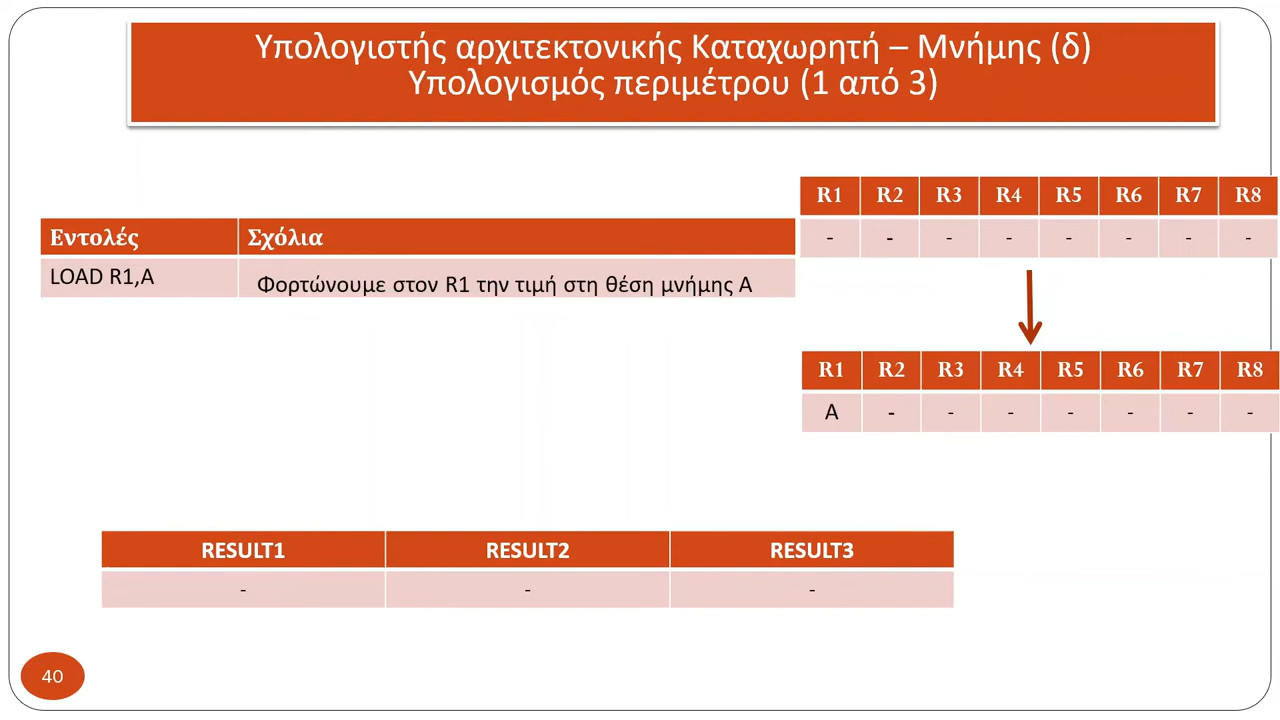 Υπολογιστής αρχιτεκτονικής Καταχωρητή – Μνήμης (δ)
Υπολογισμός περιμέτρου (1 από 3)
R1 R2 R3 R4 R5 R6 R7 R8
- - - - - - - -
Εντολές Σχόλια
LOAD R1,A Φορτώνουμε στον R1 την τιμή στη θέση μνήμης A
R1 R2 R3 R4 R5 R6 R7 R8
A - - - - - - -
RESULT1 RESULT2 RESULT3
- - -
40